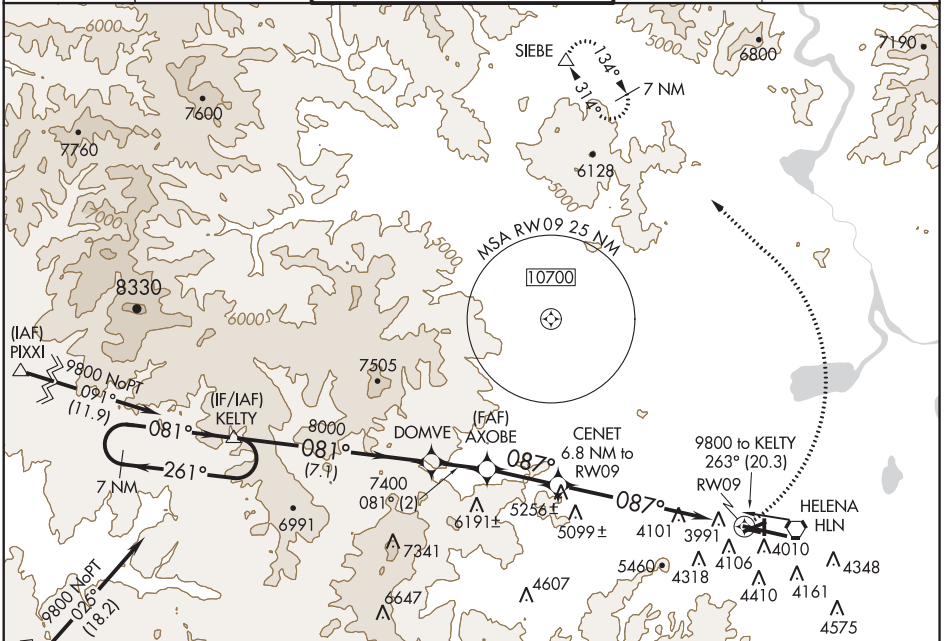 6000
5000
6800
7190
SIEBE
134°
314°
7 NM
7600
7760
6128
5000
7000
MSA RW09 25 NM
10700
5000
8330
6000
(IAF)
PIXXI
9800 NoPT
091°
(11.9)
7505
(IF/IAF)
KELTY
081°
261°
7 NM
8000
081°
(7.1)
DOMVE
(FAF)
AXOBE
087°
CENET
6.8 NM to
RW09
9800 to KELTY
263° (20.3)
RW09
7400
081° (2)
087°
HELENA
HLN
6191±
5256±
5099±
4101
3991
4106
4010
6991
7341
5460
4318
4410
4161
4348
4607
6647
4575
9800 NoPT
025°
(18.2)